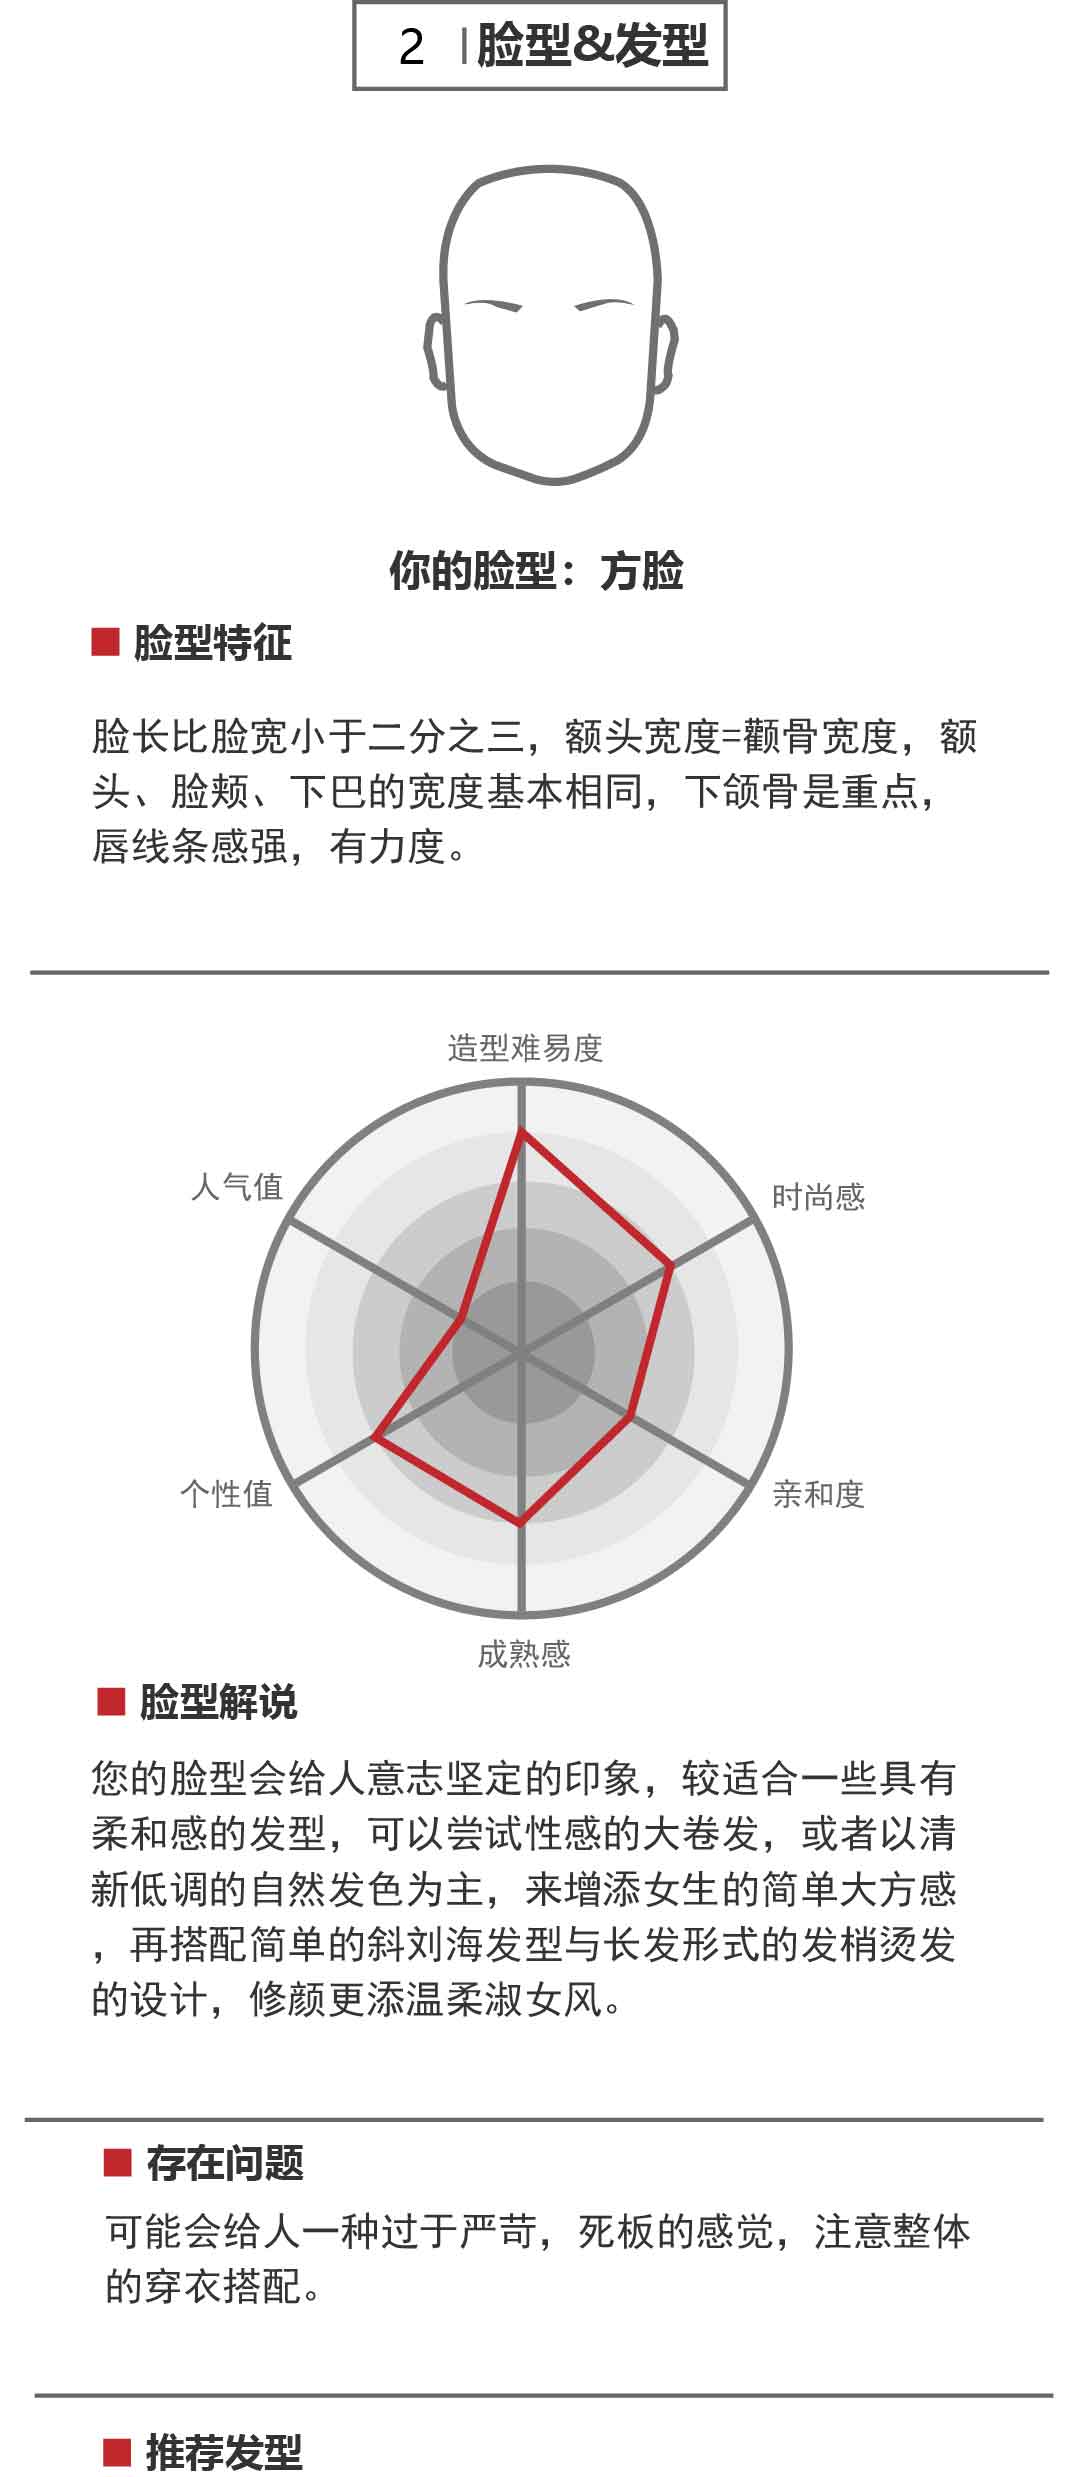 2 |脸型&发型
你的脸型：方脸
脸型特征
脸长比脸宽小于二分之三，额头宽度=颧骨宽度，额
头、脸颊、下巴的宽度基本相同，下颌骨是重点，
唇线条感强，有力度。
造型难易度
人气值
时尚感
个性值
亲和度
成熟感
脸型解说
您的脸型会给人意志坚定的印象，较适合一些具有
柔和感的发型，可以尝试性感的大卷发，或者以清
新低调的自然发色为主，来增添女生的简单大方感
，再搭配简单的斜刘海发型与长发形式的发梢烫发
的设计，修颜更添温柔淑女风。
存在问题
可能会给人一种过于严苛，死板的感觉，注意整体
的穿衣搭配。
推荐发型